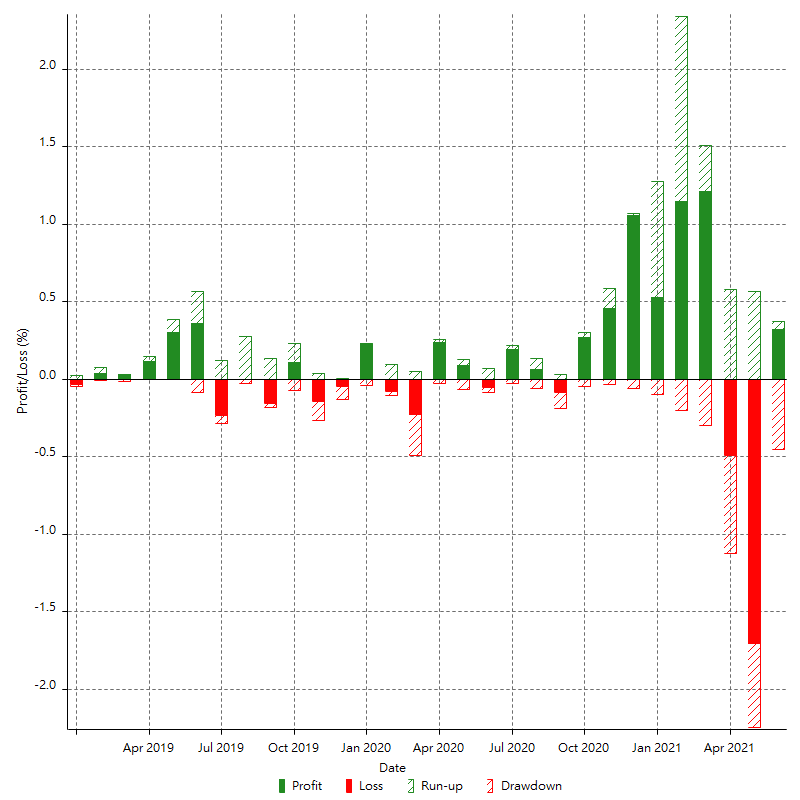 2.0
1.5
1.0
0.5
0.0
-0.5
-1.0
-1.5
-2.0
Profit/Loss (%)
Apr 2019 Jul 2019 Oct 2019 Jan 2020 Apr 2020 Jul 2020 Oct 2020 Jan 2021 Apr 2021
Date
Profit Loss Run-up Drawdown